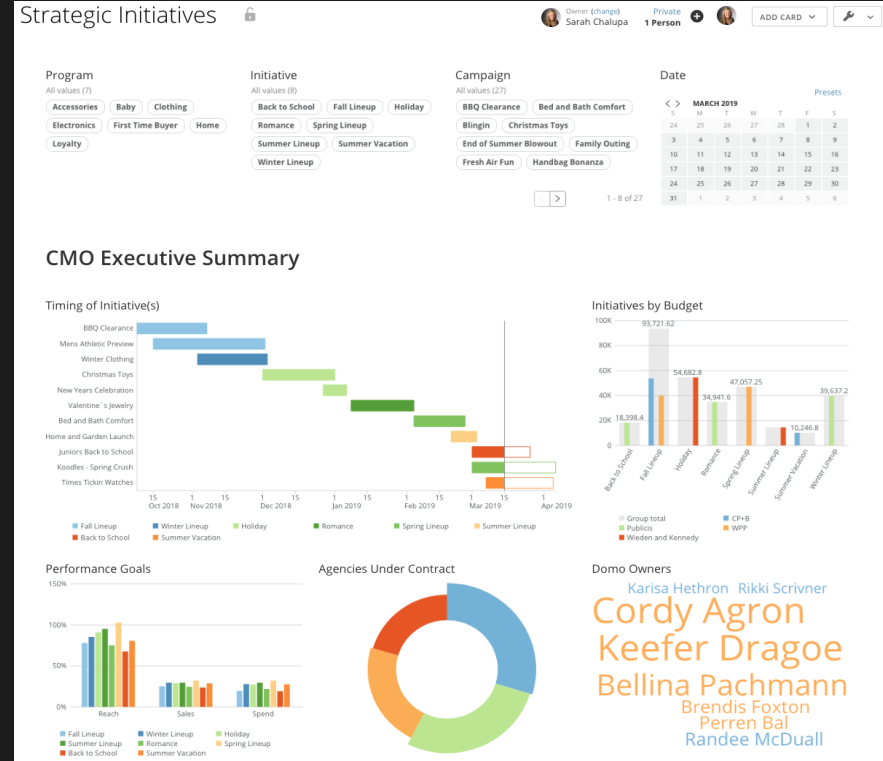 Strategic Initiatives
Owner (change)
Sarah Chalupa
Private
1 Person
ADD CARD
Program
All values (7)
Accessories Baby Clothing
Electronics First Time Buyer Home
Loyalty
Initiative
All values (8)
Back to School Fall Lineup Holiday
Romance Spring Lineup
Summer Lineup Summer Vacation
Winter Lineup
Campaign
All values (27)
BBQ Clearance Bed and Bath Comfort
Blingin Christmas Toys
End of Summer Blowout Family Outing
Fresh Air Fun Handbag Bonanza
< > 1 - 8 of 27
Date
Presets
< > MARCH 2019
S M T W T F S
24 25 26 27 28 1 2
3 4 5 6 7 8 9
10 11 12 13 14 15 16
17 18 19 20 21 22 23
24 25 26 27 28 29 30
31 1 2 3 4 5 6
CMO Executive Summary
Timing of Initiative(s)
BBQ Clearance
Mens Athletic Preview
Winter Clothing
Christmas Toys
New Years Celebration
Valentine`s Jewelry
Bed and Bath Comfort
Home and Garden Launch
Juniors Back to School
Koodles - Spring Crush
Times Tickin Watches
15 1 15 1 15 1 15 1 15 1 15 1
Oct 2018 Nov 2018 Dec 2018 Jan 2019 Feb 2019 Mar 2019 Apr 2019
Fall Lineup Winter Lineup Holiday Romance Spring Lineup Summer Lineup
Back to School Summer Vacation
Initiatives by Budget
100K
80K
60K
40K
20K
0
18,398.4
93,721.62
54,682.8
34,941.6
47,057.25
10,246.8
39,637.2
Back to School
Fall Lineup
Holiday
Romance
Spring Lineup
Summer Lineup
Summer Vacation
Winter Lineup
Group total CP+B
Publicis WPP
Wieden and Kennedy
Performance Goals
150%
100%
50%
0%
Reach Sales Spend
Fall Lineup Winter Lineup Holiday
Summer Lineup Romance Spring Lineup
Back to School Summer Vacation
Agencies Under Contract
Domo Owners
Karisa Hethron Rikki Scrivner
Cordy Agron
Keefer Dragoe
Bellina Pachmann
Brendis Foxton
Perren Bal
Randee McDuall